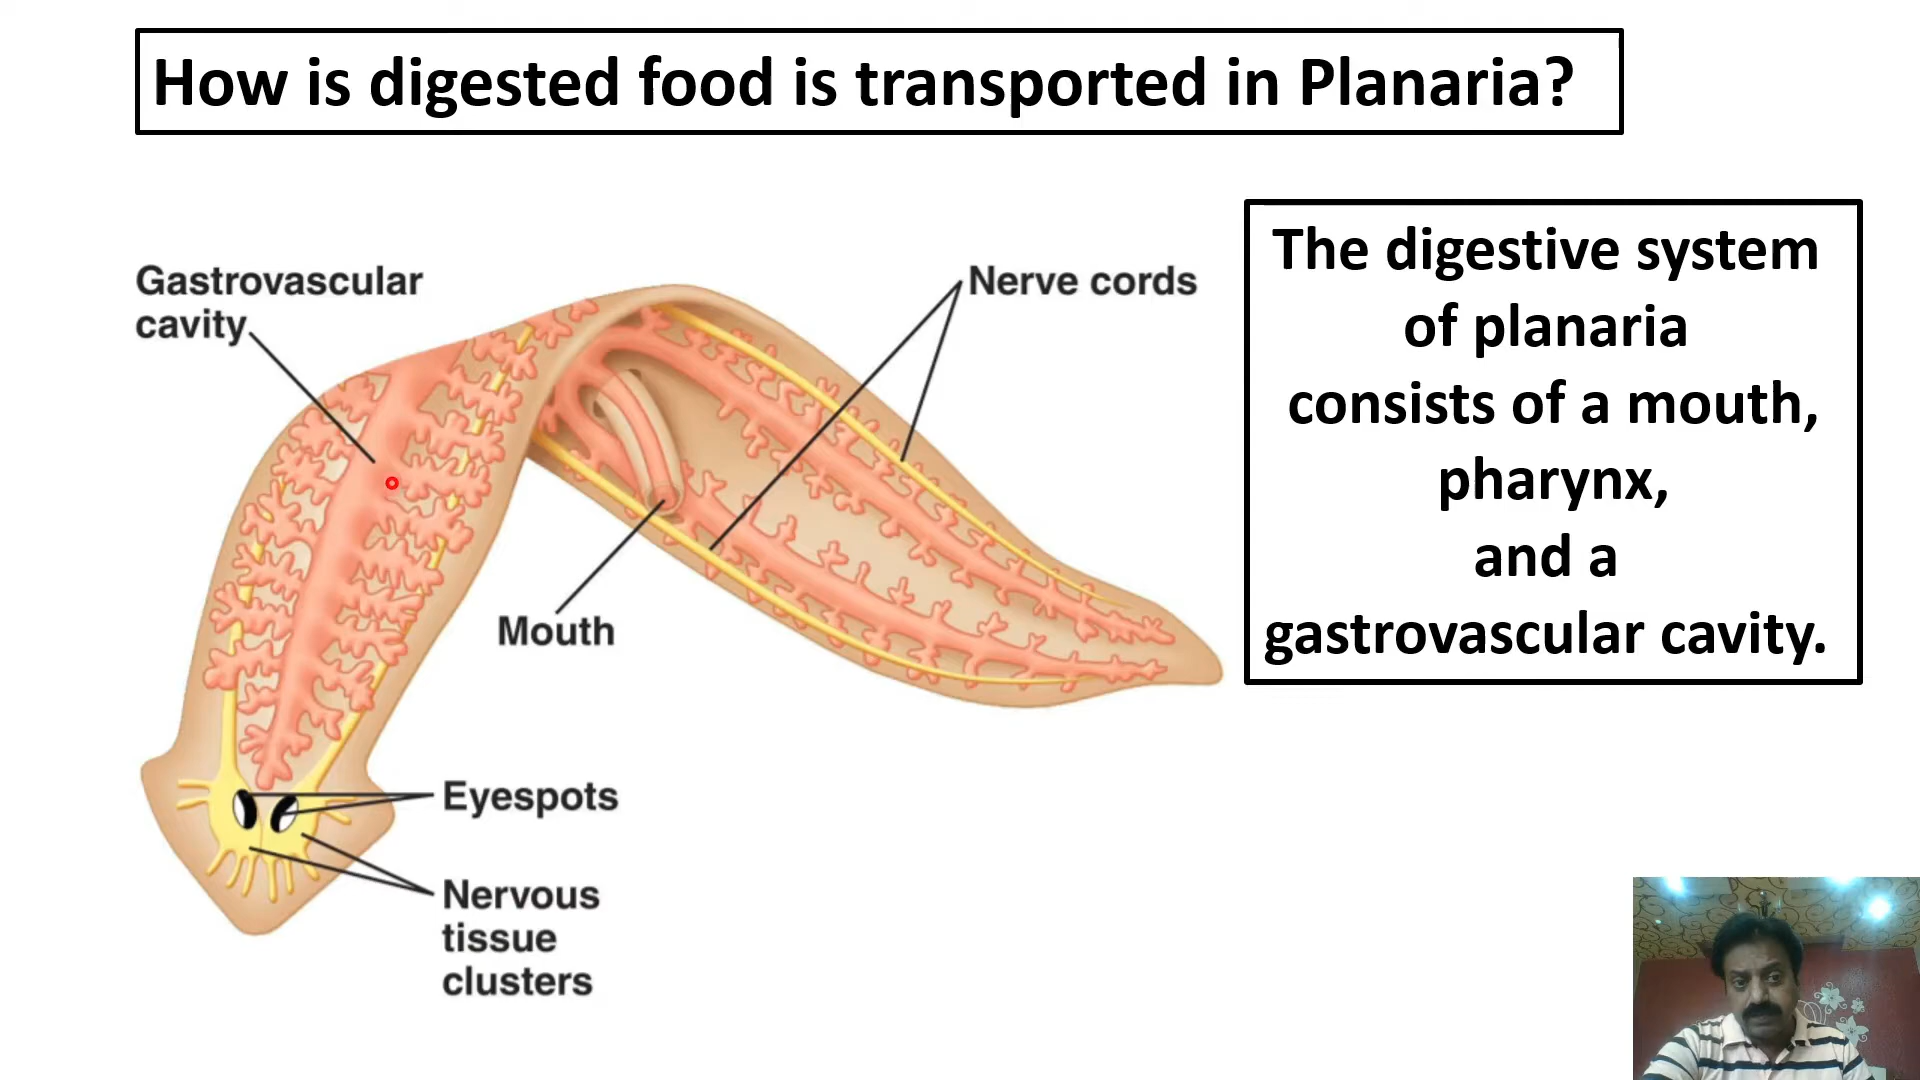 How is digested food is transported in Planaria?
Gastrovascular
cavity
Nerve cords
Mouth
Eyespots
Nervous
tissue
clusters
The digestive system
of planaria
consists of a mouth,
pharynx,
and a
gastrovascular cavity.